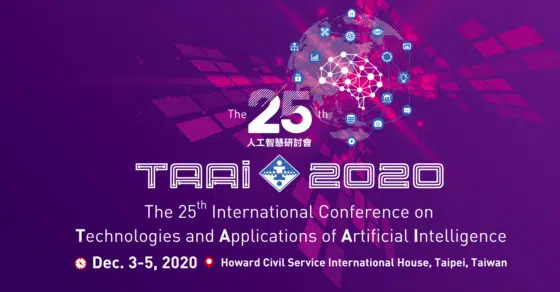 The 25th
人工智慧研討會
TAAi 2020
The 25th International Conference on
Technologies and Applications of Artificial Intelligence
Dec. 3-5, 2020 Howard Civil Service International House, Taipei, Taiwan